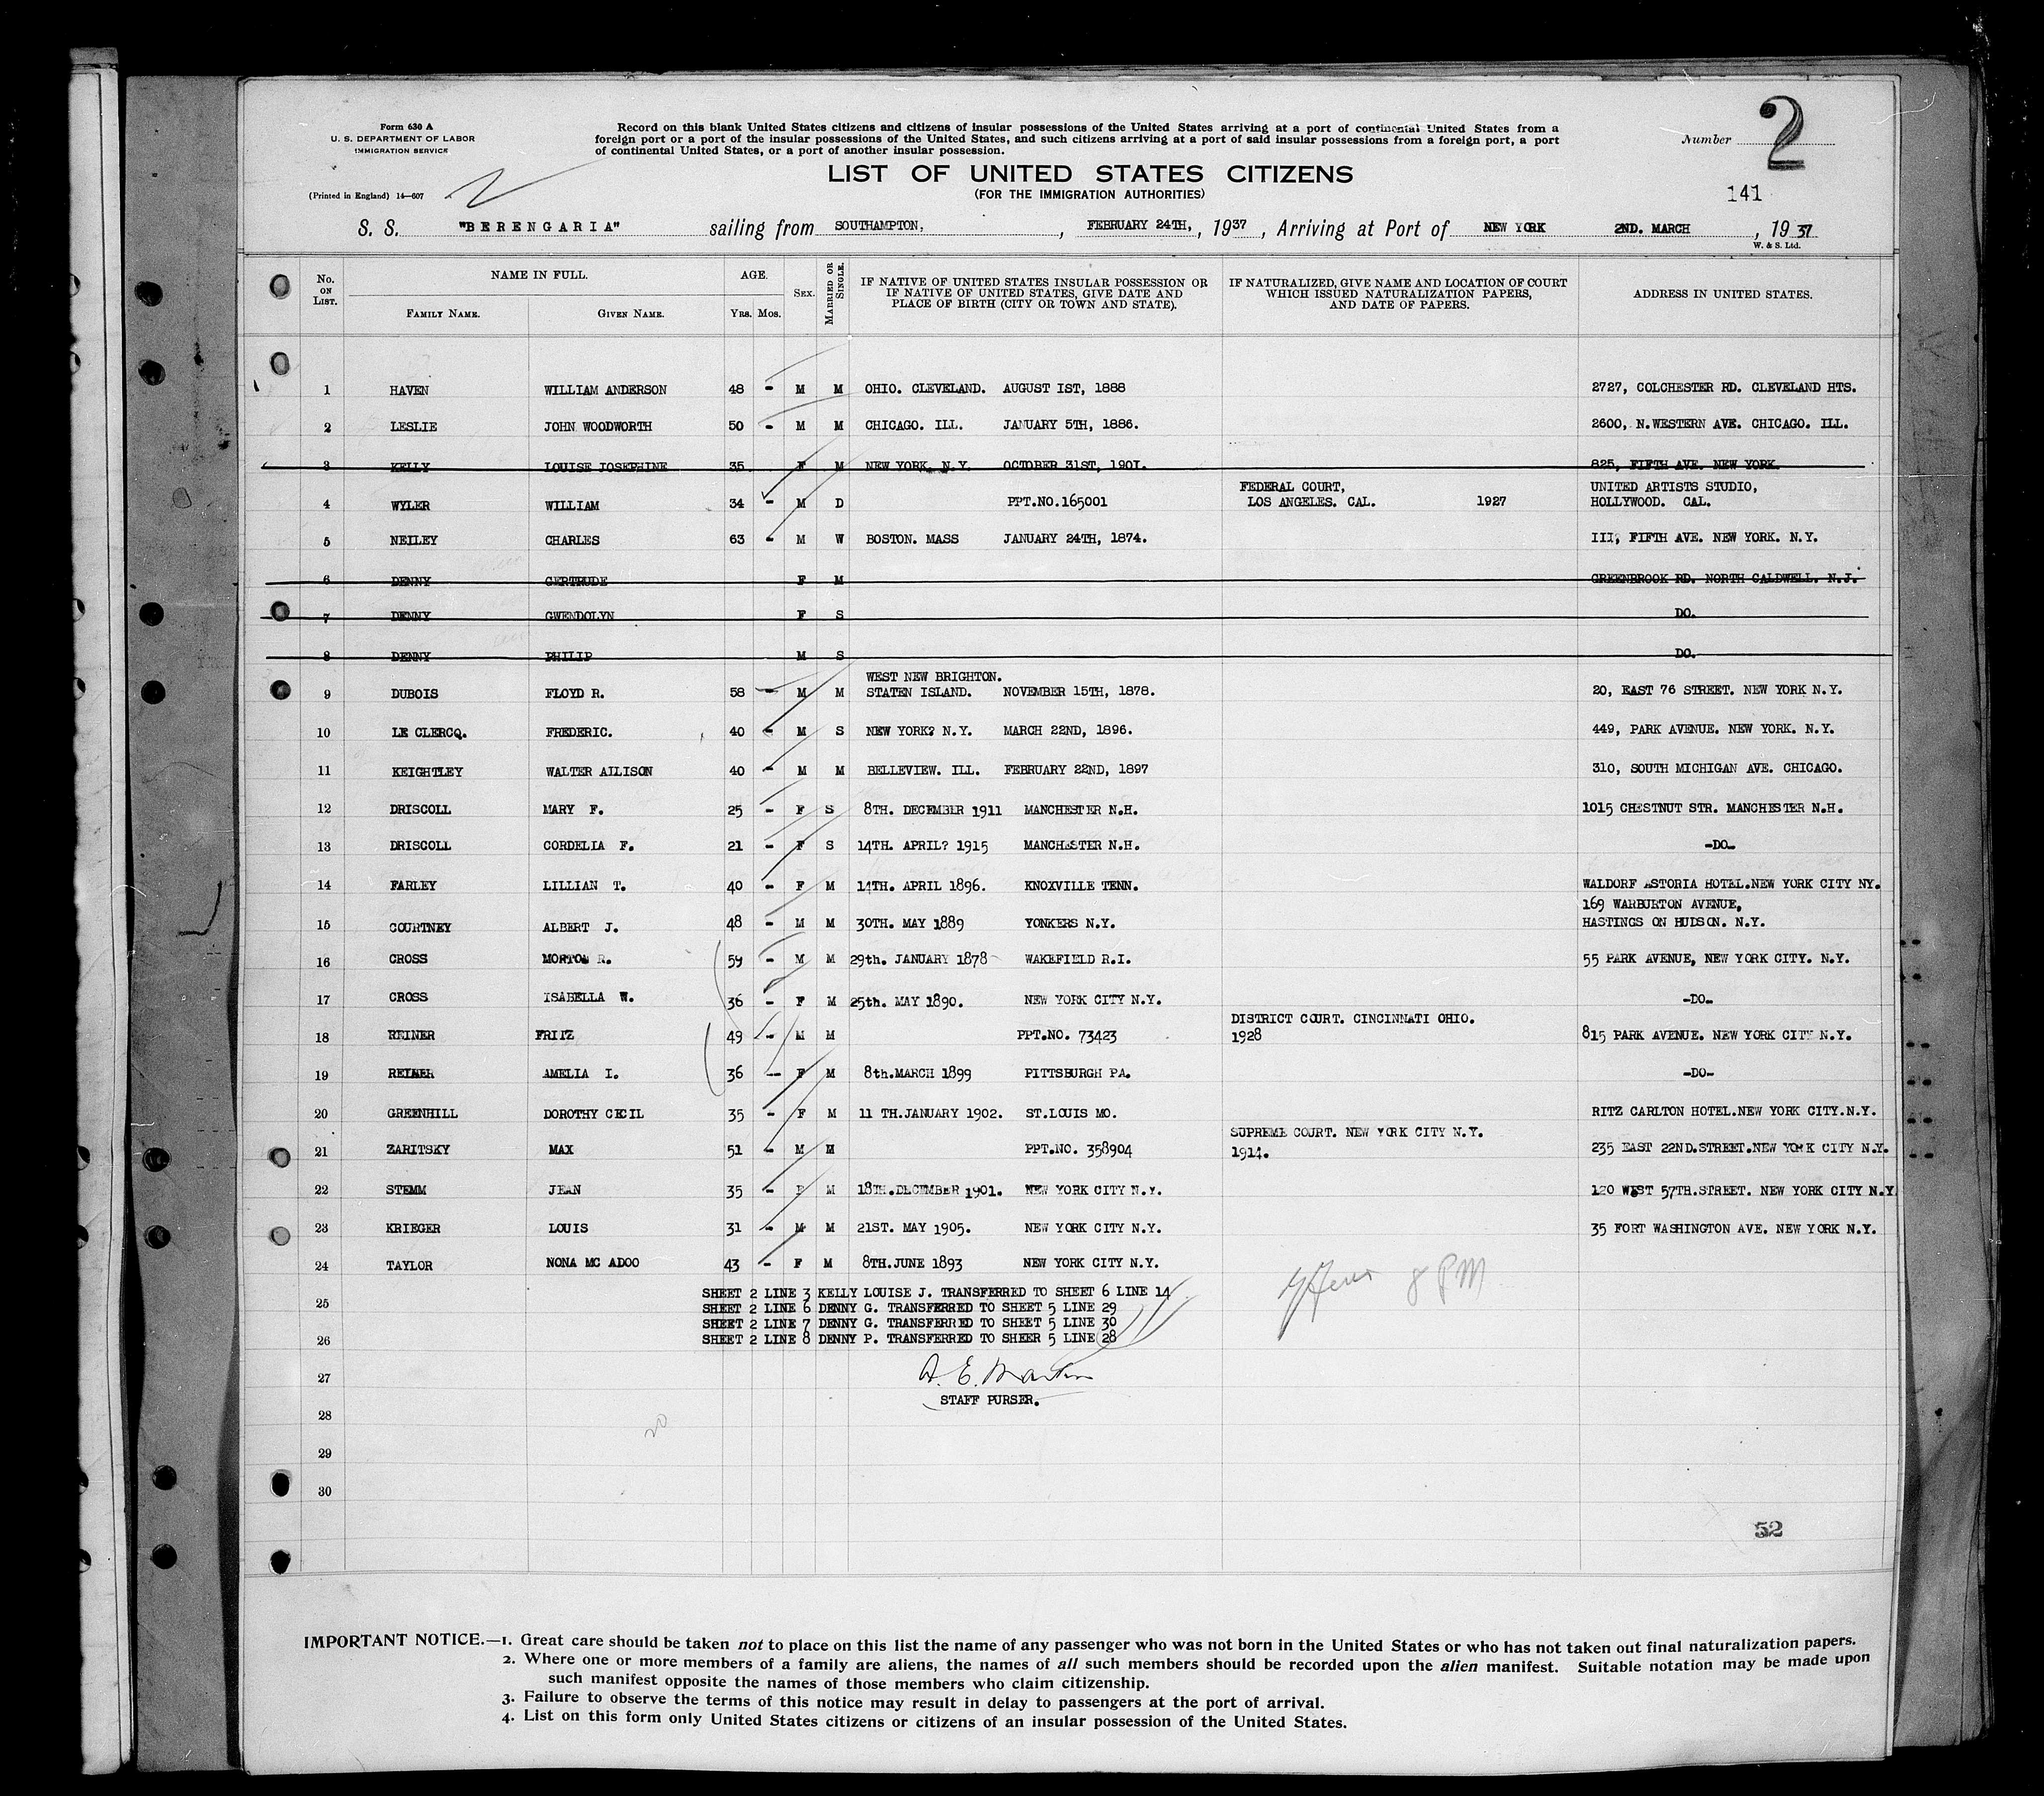 Form 630 A
U. S. DEPARTMENT OF LABOR
IMMIGRATION SERVICE
(Printed in England) 14—607
Record on this blank United States citizens and citizens of insular possessions of the United States arriving at a port of continental United States from a
foreign port or a port of the insular possessions of the United States, and such citizens arriving at a port of said insular possessions from a foreign port, a port
of continental United States, or a port of another insular possession.
Number 2
LIST OF UNITED STATES CITIZENS
(FOR THE IMMIGRATION AUTHORITIES)
141
S. S. "BERENGARIA" sailing from SOUTHAMPTON, , FEBRUARY 24TH, , 1937 , Arriving at Port of NEW YORK 2ND. MARCH , 19 37
W. & S. Ltd.
No. ON LIST. NAME IN FULL. FAMILY NAME. GIVEN NAME. AGE. YRS. MOS. SEX. MARRIED OR SINGLE. IF NATIVE OF UNITED STATES INSULAR POSSESSION OR IF NATIVE OF UNITED STATES, GIVE DATE AND PLACE OF BIRTH (CITY OR TOWN AND STATE). IF NATURALIZED, GIVE NAME AND LOCATION OF COURT WHICH ISSUED NATURALIZATION PAPERS, AND DATE OF PAPERS. ADDRESS IN UNITED STATES.
1 HAVEN WILLIAM ANDERSON 48 - M M OHIO. CLEVELAND. AUGUST IST, 1888 2727, COLCHESTER RD. CLEVELAND HTS.
2 LESLIE JOHN WOODWORTH 50 - M M CHICAGO. ILL. JANUARY 5TH, 1886. 2600, N.WESTERN AVE. CHICAGO. ILL.
3 KELLY LOUISE JOSEPHINE 35 F M NEW YORK. N.Y. OCTOBER 31ST, 190I. 825, FIFTH AVE. NEW YORK.
FEDERAL COURT, UNITED ARTISTS STUDIO,
4 WYLER WILLIAM 34 - M D PPT.NO.165001 LOS ANGELES. CAL. 1927 HOLLYWOOD. CAL.
5 NEILEY CHARLES 63 - M W BOSTON. MASS JANUARY 24TH, 1874. III, FIFTH AVE. NEW YORK. N.Y.
6 DENNY GERTRUDE F M GREENBROOK RD. NORTH CALDWELL. N.J.
7 DENNY GWENDOLYN F S DO.
8 DENNY PHILIP M S DO.
WEST NEW BRIGHTON.
9 DUBOIS FLOYD R. 58 - M M STATEN ISLAND. NOVEMBER 15TH, 1878. 20, EAST 76 STREET. NEW YORK N.Y.
10 LE CLERCQ. FREDERIC. 40 - M S NEW YORK? N.Y. MARCH 22ND, 1896. 449, PARK AVENUE. NEW YORK. N.Y.
11 KEIGHTLEY WALTER AILISON 40 - M M BELLEVIEW. ILL. FEBRUARY 22ND, 1897 310, SOUTH MICHIGAN AVE. CHICAGO.
12 DRISCOLL MARY F. 25 - F S 8TH. DECEMBER 1911 MANCHESTER N.H. 1015 CHESTNUT STR. MANCHESTER N.H.
13 DRISCOLL CORDELIA F. 21 - F S 14TH. APRIL? 1915 MANCHESTER N.H. -DO-
14 FARLEY LILLIAN T. 40 - F M 14TH. APRIL 1896. KNOXVILLE TENN. WALDORF ASTORIA HOTEL.NEW YORK CITY NY.
169 WARBURTON AVENUE,
15 COURTNEY ALBERT J. 48 - M M 30TH. MAY 1889 YONKERS N.Y. HASTINGS ON HUDSON. N.Y.
16 CROSS MORTON R. 59 - M M 29th. JANUARY 1878 WAKEFIELD R.I. 55 PARK AVENUE, NEW YORK CITY. N.Y.
17 CROSS ISABELLA W. 36 - F M 25th. MAY 1890. NEW YORK CITY N.Y. -DO-
DISTRICT COURT. CINCINNATI OHIO.
18 REINER FRITZ 49 - M M PPT.NO. 73423 1928 815 PARK AVENUE. NEW YORK CITY N.Y.
19 REINER AMELIA I. 36 - F M 8th.MARCH 1899 PITTSBURGH PA. -DO-
20 GREENHILL DOROTHY CECIL 35 - F M 11 TH.JANUARY 1902. ST.LOUIS MO. RITZ CARLTON HOTEL.NEW YORK CITY.N.Y.
SUPREME COURT. NEW YORK CITY N.Y.
21 ZARITSKY MAX 51 - M M PPT.NO. 358904 1914. 235 EAST 22ND.STREET.NEW YORK CITY N.Y.
22 STEMM JEAN 35 - F M 18TH.DECEMBER 1901. NEW YORK CITY N.Y. 120 WEST 57TH.STREET. NEW YORK CITY N.Y
23 KRIEGER LOUIS 31 - M M 21ST. MAY 1905. NEW YORK CITY N.Y. 35 FORT WASHINGTON AVE. NEW YORK N.Y.
24 TAYLOR NONA MC ADOO 43 - F M 8TH.JUNE 1893 NEW YORK CITY N.Y.
8 PM
SHEET 2 LINE 3 KELLY LOUISE J. TRANSFERRED TO SHEET 6 LINE 14
25 SHEET 2 LINE 6 DENNY G. TRANSFERRED TO SHEET 5 LINE 29
SHEET 2 LINE 7 DENNY G. TRANSFERRED TO SHEET 5 LINE 30
26 SHEET 2 LINE 8 DENNY P. TRANSFERRED TO SHEER 5 LINE 28
27 A. E. Martin
STAFF PURSER.
28
20
29
30
52
IMPORTANT NOTICE.—1. Great care should be taken not to place on this list the name of any passenger who was not born in the United States or who has not taken out final naturalization papers.
2. Where one or more members of a family are aliens, the names of all such members should be recorded upon the alien manifest. Suitable notation may be made upon
such manifest opposite the names of those members who claim citizenship.
3. Failure to observe the terms of this notice may result in delay to passengers at the port of arrival.
4. List on this form only United States citizens or citizens of an insular possession of the United States.